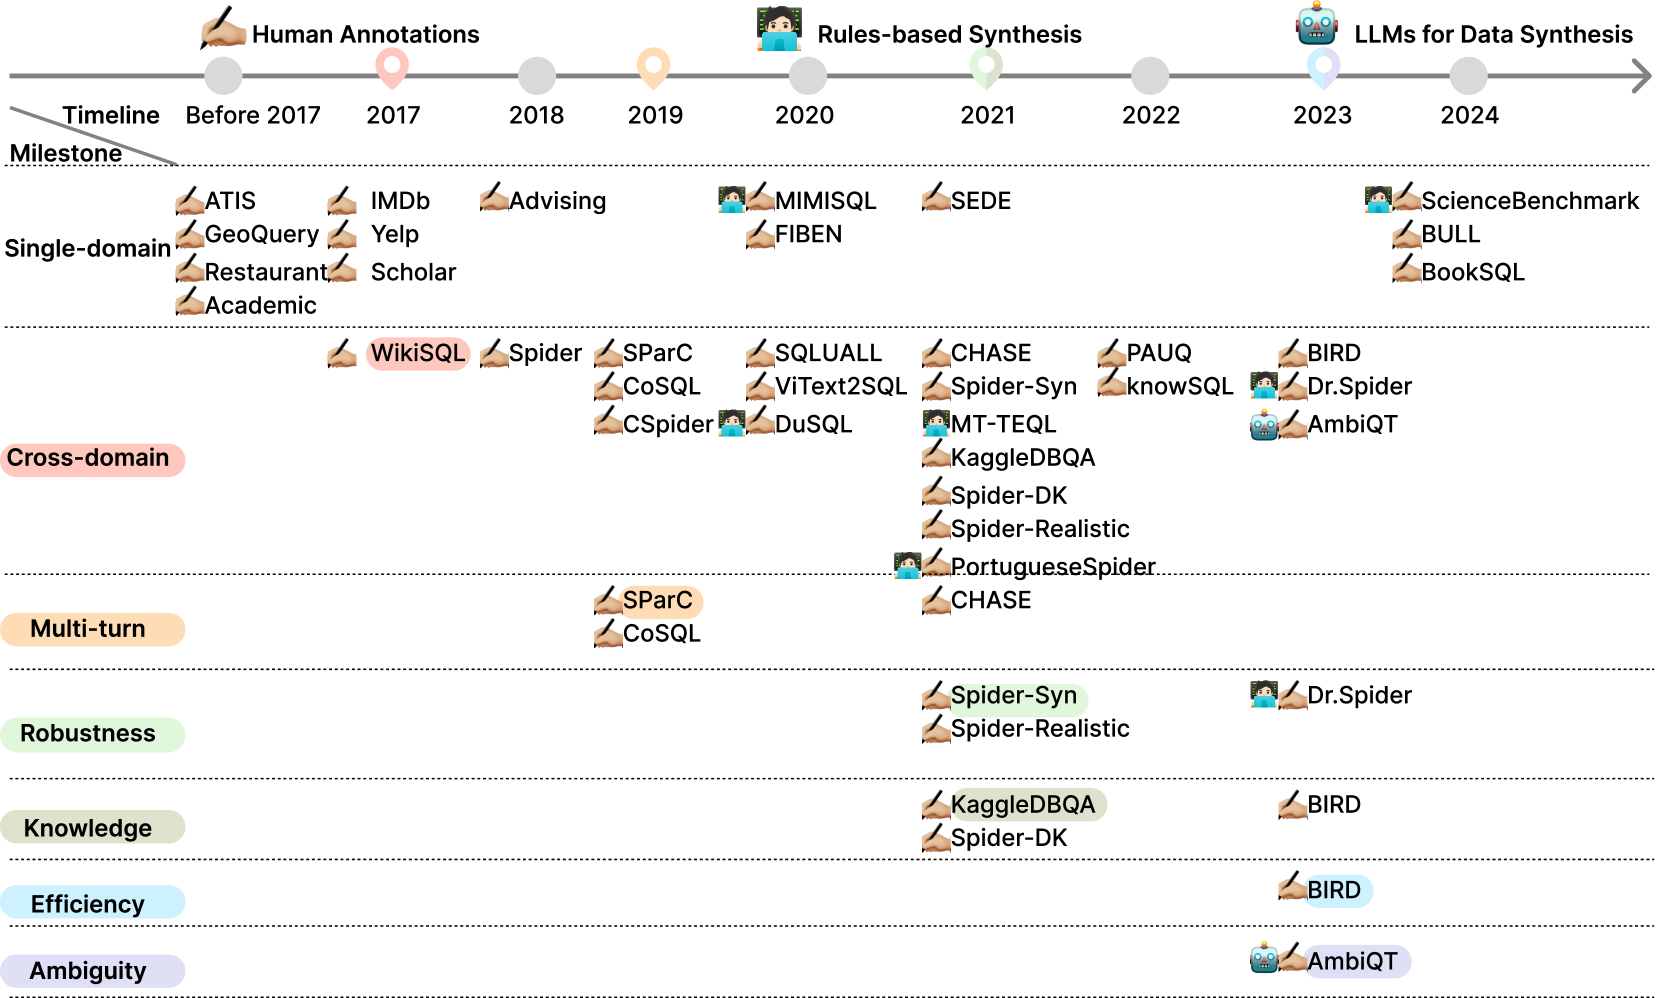 Human Annotations
Rules-based Synthesis
LLMs for Data Synthesis
Timeline
Before 2017
2017
2018
2019
2020
2021
2022
2023
2024
Milestone
Single-domain
ATIS
GeoQuery
Restaurant
Academic
IMDb
Yelp
Scholar
Advising
MIMISQL
FIBEN
SEDE
ScienceBenchmark
BULL
BookSQL
Cross-domain
WikiSQL
Spider
SParC
CoSQL
CSpider
SQLUALL
ViText2SQL
DuSQL
CHASE
Spider-Syn
MT-TEQL
KaggleDBQA
Spider-DK
Spider-Realistic
PortugueseSpider
PAUQ
knowSQL
BIRD
Dr.Spider
AmbiQT
Multi-turn
SParC
CoSQL
CHASE
Robustness
Spider-Syn
Spider-Realistic
Dr.Spider
Knowledge
KaggleDBQA
Spider-DK
BIRD
Efficiency
BIRD
Ambiguity
AmbiQT